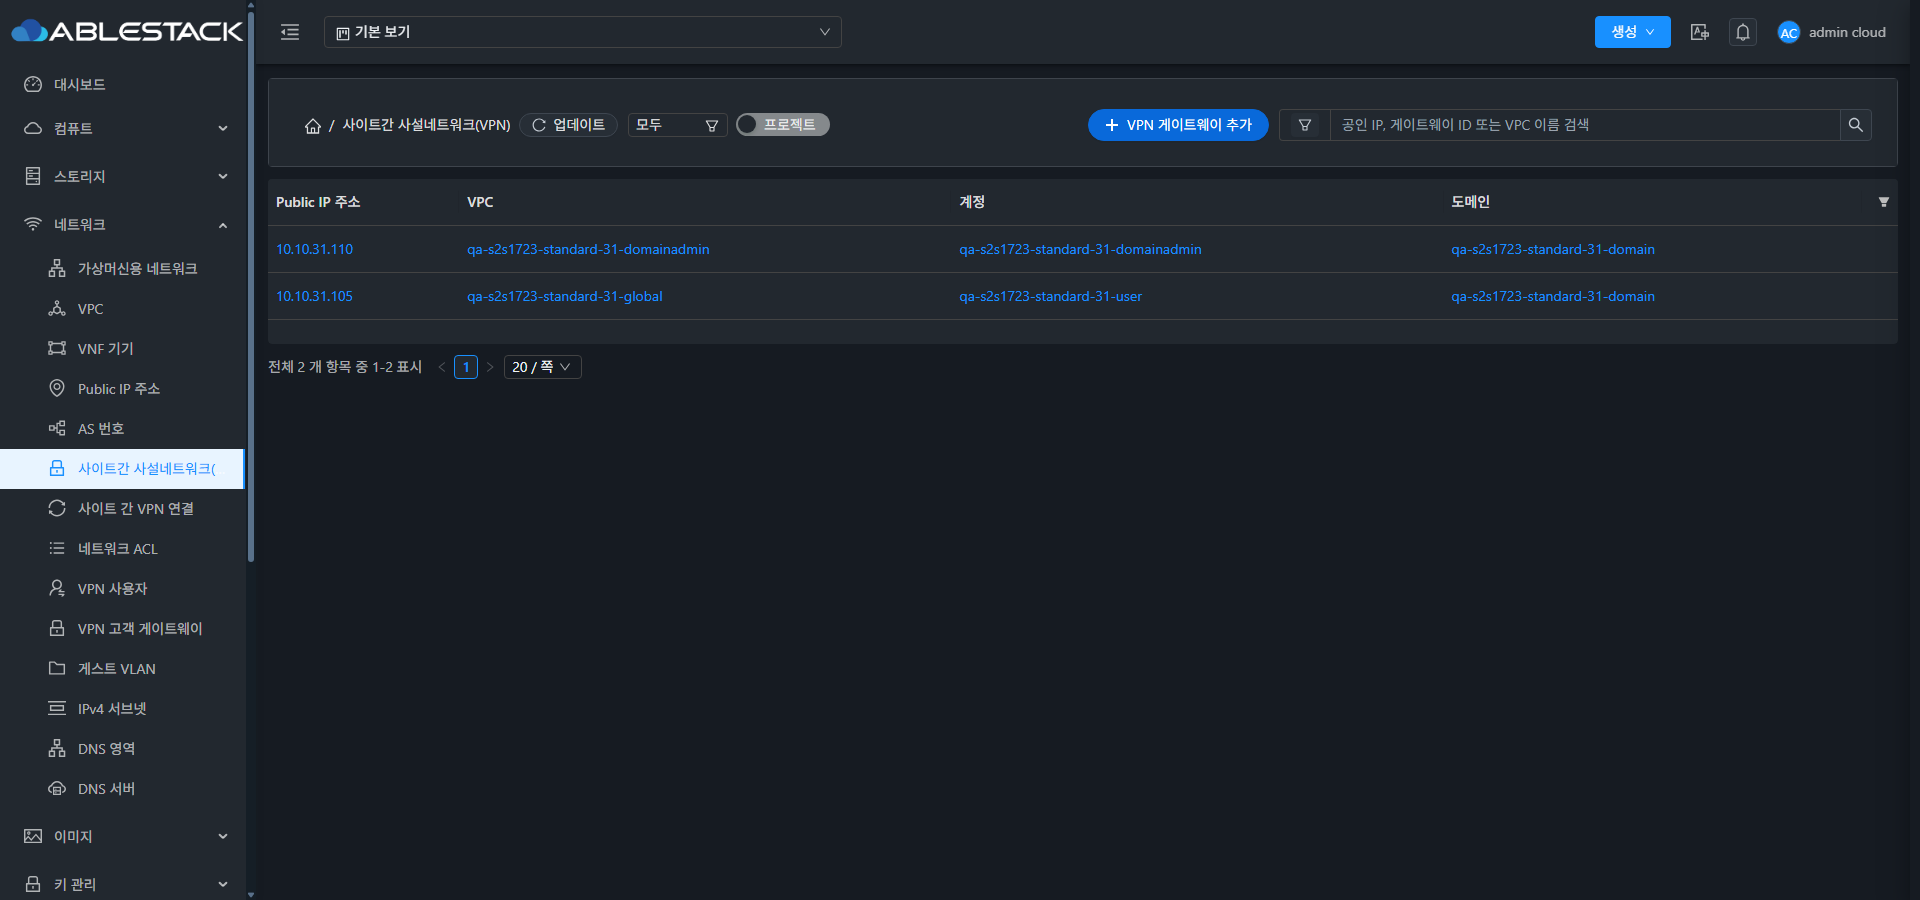 ABLESTACK
기본 보기
생성
AC
admin cloud
대시보드
컴퓨트
스토리지
네트워크
가상머신용 네트워크
VPC
VNF 기기
Public IP 주소
AS 번호
사이트간 사설네트워크(
사이트 간 VPN 연결
네트워크 ACL
VPN 사용자
VPN 고객 게이트웨이
게스트 VLAN
IPv4 서브넷
DNS 영역
DNS 서버
이미지
키 관리
/ 사이트간 사설네트워크(VPN)
업데이트
모두
프로젝트
VPN 게이트웨이 추가
공인 IP, 게이트웨이 ID 또는 VPC 이름 검색
Public IP 주소 VPC 계정 도메인
10.10.31.110 qa-s2s1723-standard-31-domainadmin qa-s2s1723-standard-31-domainadmin qa-s2s1723-standard-31-domain
10.10.31.105 qa-s2s1723-standard-31-global qa-s2s1723-standard-31-user qa-s2s1723-standard-31-domain
전체 2 개 항목 중 1-2 표시 < 1 > 20 / 쪽